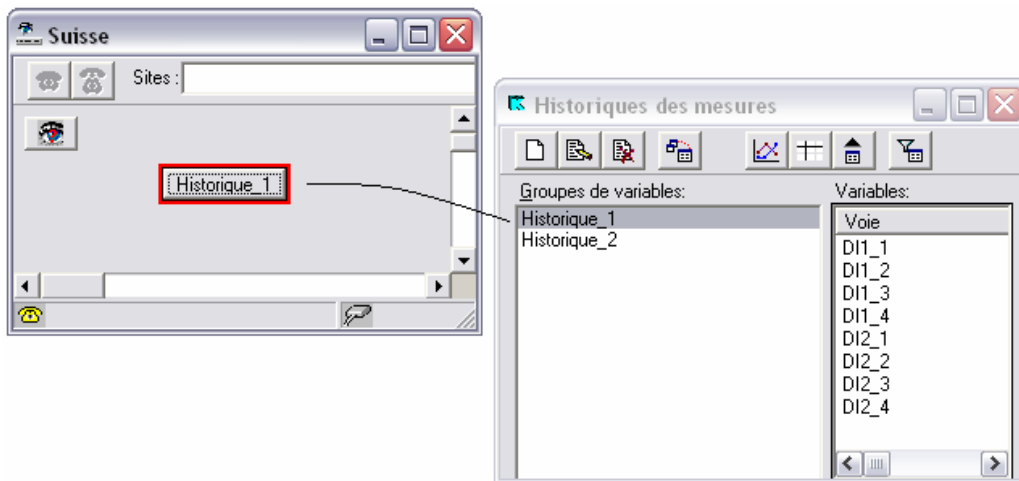 Suisse
Sites :
Historique_1
Historiques des mesures
Groupes de variables:
Historique_1
Historique_2
Variables:
Voie
DI1_1
DI1_2
DI1_3
DI1_4
DI2_1
DI2_2
DI2_3
DI2_4